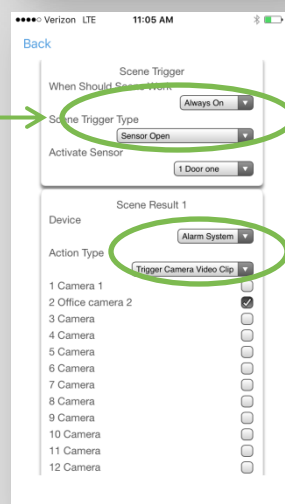 Verizon LTE 11:05 AM
Back
Scene Trigger
When Should Scene Work
Always On
Scene Trigger Type
Sensor Open
Activate Sensor
1 Door one
Scene Result 1
Device
Alarm System
Action Type
Trigger Camera Video Clip
1 Camera 1
2 Office camera 2
3 Camera
4 Camera
5 Camera
6 Camera
7 Camera
8 Camera
9 Camera
10 Camera
11 Camera
12 Camera